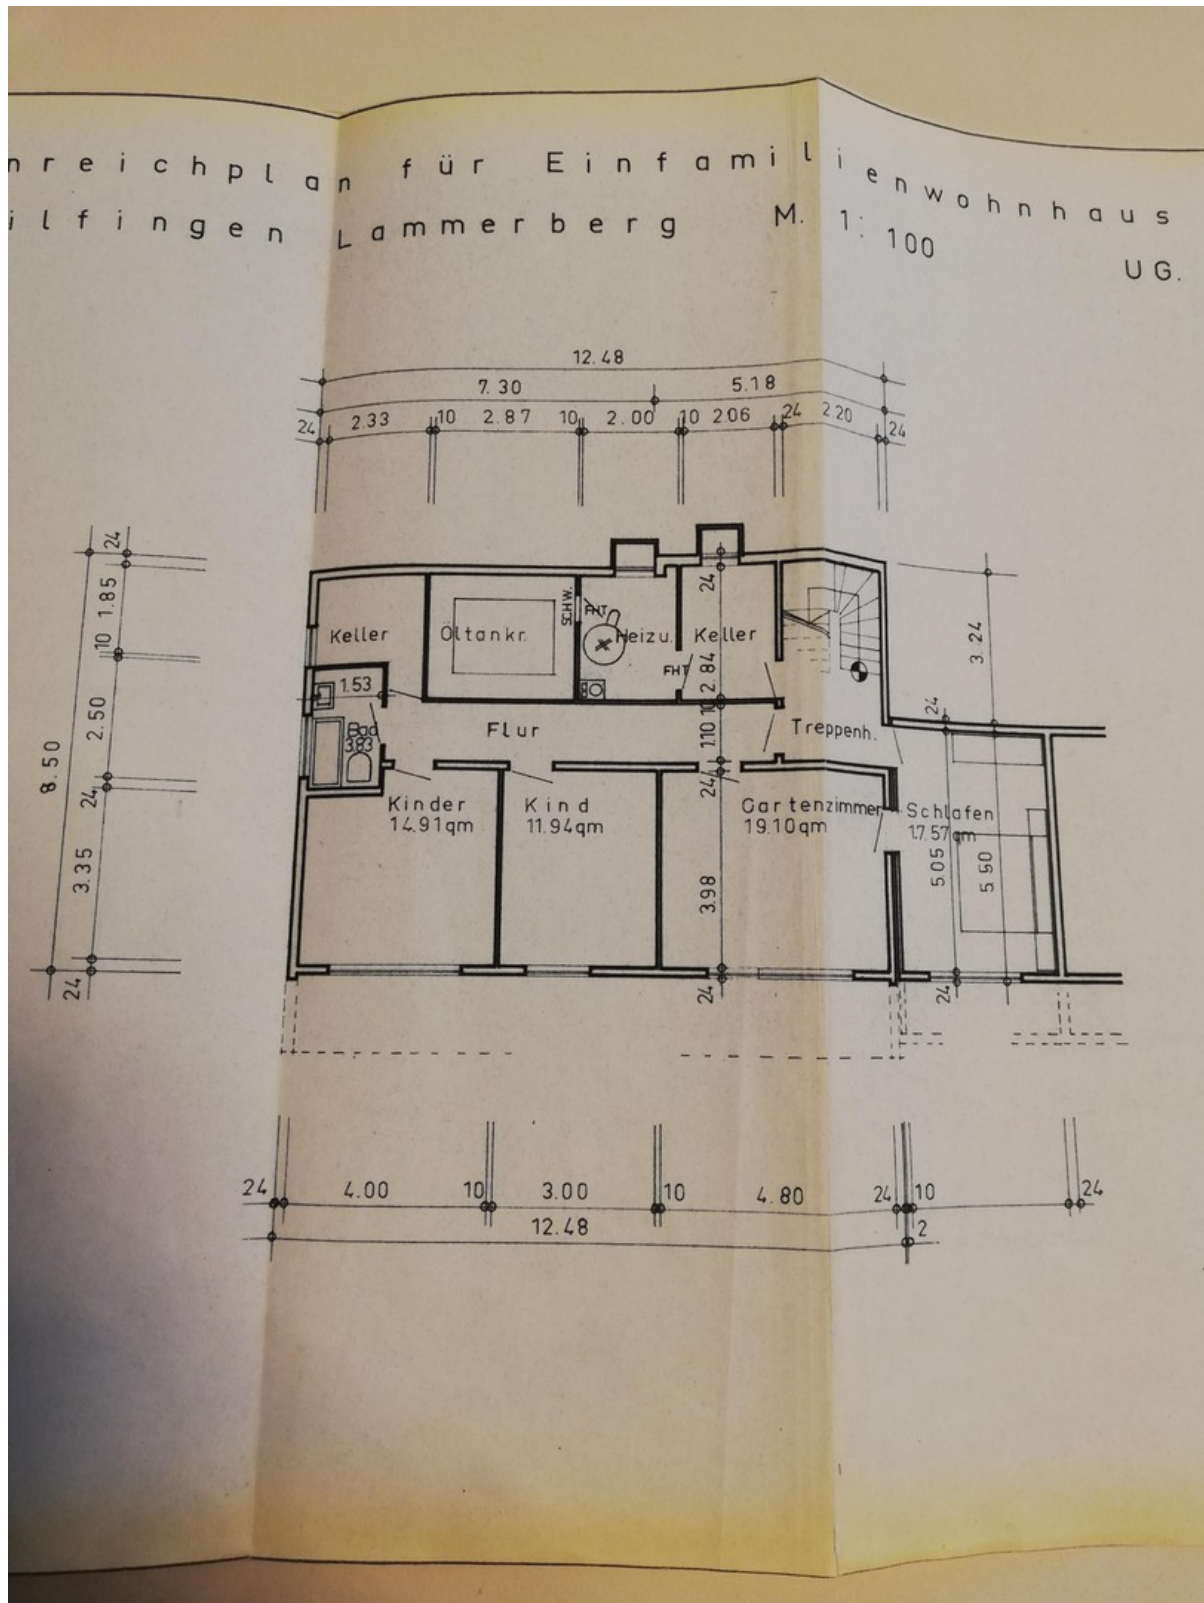 nreichplan für Einfamilienwohnhaus
ilfingen Lammerberg M. 1:100
UG.
12.48
7.30 5.18
24 2.33 10 2.87 10 2.00 10 2.06 24 2.20 24
24
1.85
10
2.50
24
3.35
24
8.50
Keller
Öltankr.
SCHW.
FHT
Heizu.
FHT
Keller
24
2.84
10
1.10
24
3.98
24
3.24
1.53
Bad
3.83
Flur
Treppenh.
24
Kinder
14.91qm
Kind
11.94qm
Gartenzimmer
19.10qm
Schlafen
17.57qm
5.05
5.50
24
24 4.00 10 3.00 10 4.80 24 10 24
12.48 2